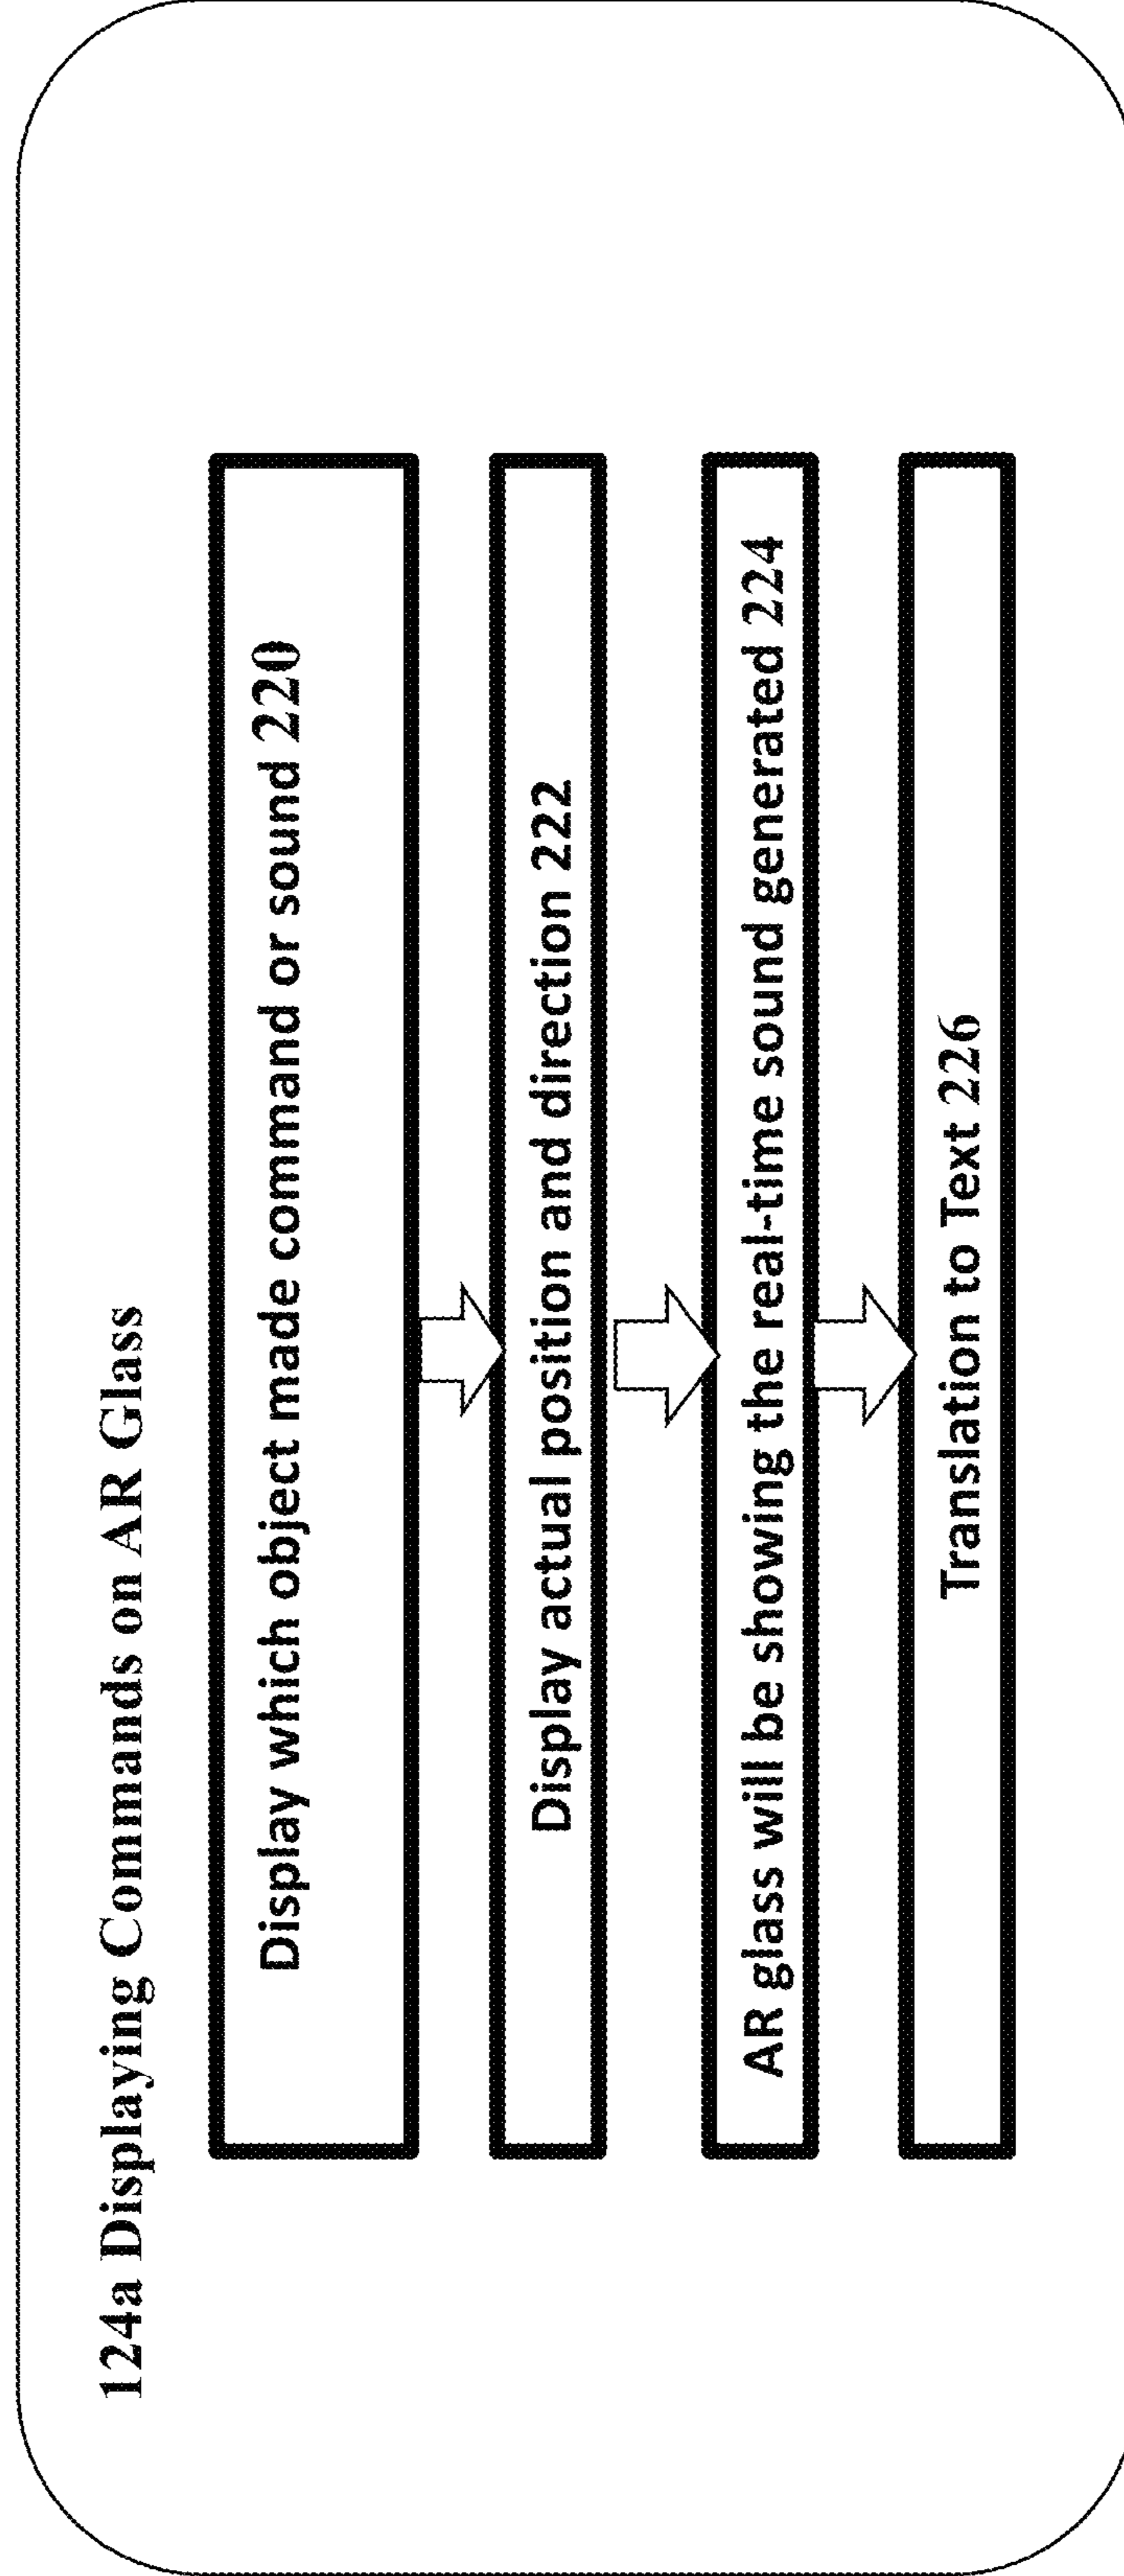 124a Displaying Commands on AR Glass
Display which object made command or sound 220
Display actual position and direction 222
AR glass will be showing the real-time sound generated 224
Translation to Text 226